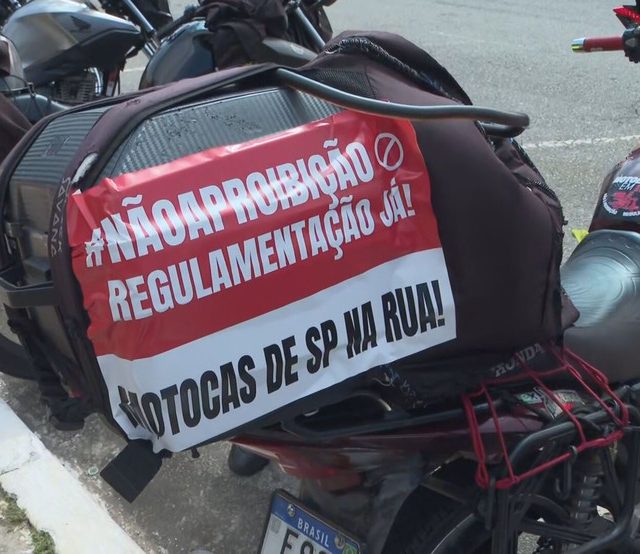 #NÃOAPROIBIÇÃO
REGULAMENTAÇÃO JÁ!
MOTOCAS DE SP NA RUA!
HONDA
BRASIL